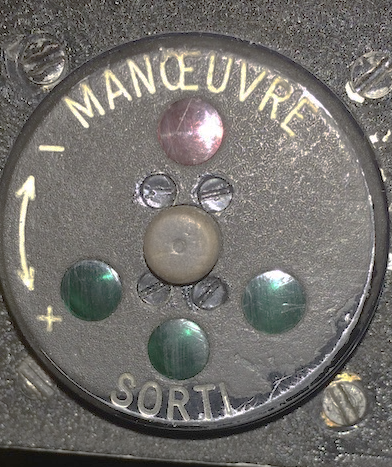 MANŒUVRE
-
+
SORTI